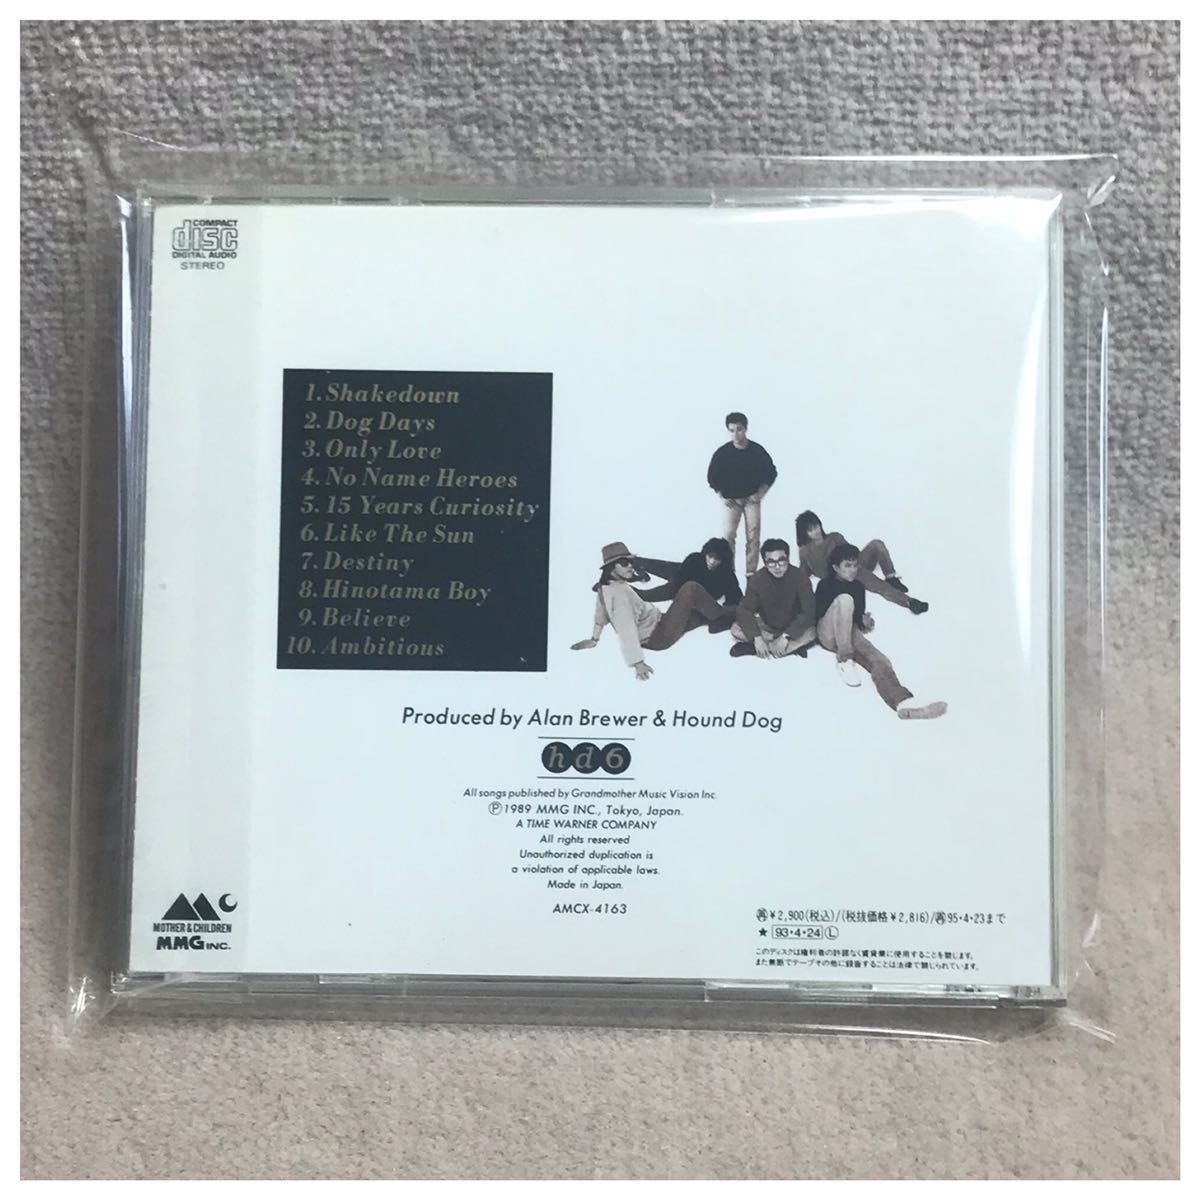 COMPACT
disc
DIGITAL AUDIO
STEREO
1. Shakedown
2. Dog Days
3. Only Love
4. No Name Heroes
5. 15 Years Curiosity
6. Like The Sun
7. Destiny
8. Hinotama Boy
9. Believe
10. Ambitious
Produced by Alan Brewer & Hound Dog
hd6
All songs published by Grandmother Music Vision Inc.
Ⓟ1989 MMG INC., Tokyo, Japan.
A TIME WARNER COMPANY
All rights reserved
Unauthorized duplication is
a violation of applicable laws.
Made in Japan.
AMCX-4163
MOTHER & CHILDREN
MMG INC.
㊢¥2,900(税込)/(税抜価格¥2,816)/㊢95・4・23まで
★ 93・4・24 Ⓛ
このディスクは権利者の許諾なく賃貸業に使用することを禁じます。
また無断でテープその他に録音することは法律で禁じられています。